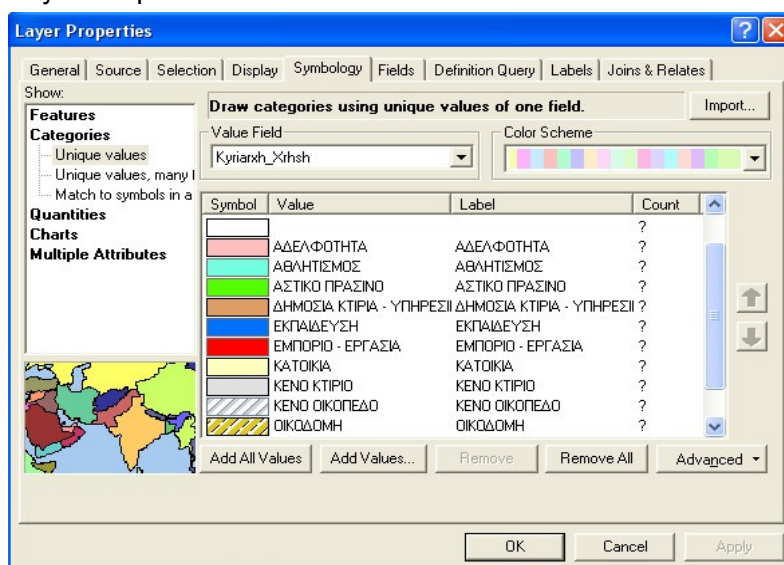 Layer Properties
General Source Selection Display Symbology Fields Definition Query Labels Joins & Relates
Show:
Features
Categories
Unique values
Unique values, many
Match to symbols in a
Quantities
Charts
Multiple Attributes
Draw categories using unique values of one field.
Import...
Value Field
Kyriarxh_Xrhsh
Color Scheme
Symbol Value Label Count
?
ΑΔΕΛΦΟΤΗΤΑ ΑΔΕΛΦΟΤΗΤΑ ?
ΑΘΛΗΤΙΣΜΟΣ ΑΘΛΗΤΙΣΜΟΣ ?
ΑΣΤΙΚΟ ΠΡΑΣΙΝΟ ΑΣΤΙΚΟ ΠΡΑΣΙΝΟ ?
ΔΗΜΟΣΙΑ ΚΤΙΡΙΑ - ΥΠΗΡΕΣΙ ΔΗΜΟΣΙΑ ΚΤΙΡΙΑ - ΥΠΗΡΕΣΙ ?
ΕΚΠΑΙΔΕΥΣΗ ΕΚΠΑΙΔΕΥΣΗ ?
ΕΜΠΟΡΙΟ - ΕΡΓΑΣΙΑ ΕΜΠΟΡΙΟ - ΕΡΓΑΣΙΑ ?
ΚΑΤΟΙΚΙΑ ΚΑΤΟΙΚΙΑ ?
ΚΕΝΟ ΚΤΙΡΙΟ ΚΕΝΟ ΚΤΙΡΙΟ ?
ΚΕΝΟ ΟΙΚΟΠΕΔΟ ΚΕΝΟ ΟΙΚΟΠΕΔΟ ?
ΟΙΚΟΔΟΜΗ ΟΙΚΟΔΟΜΗ ?
Add All Values Add Values... Remove Remove All Advanced
OK Cancel Apply